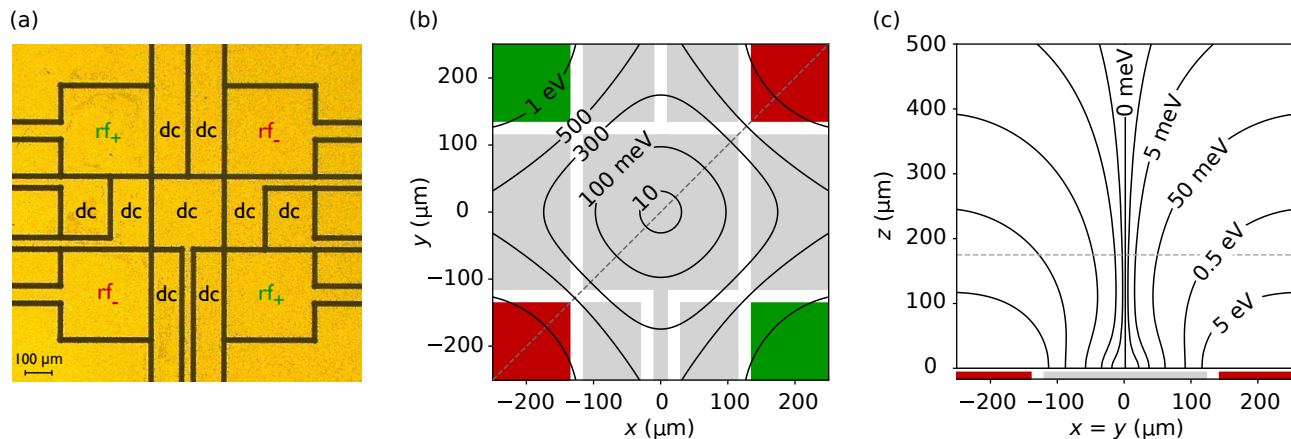 (a)
rf+
dc
dc
rf-
dc
dc
dc
dc
dc
rf-
dc
dc
rf+
100 µm
(b)
1 eV
500
300
100 meV
10
200
100
0
−100
−200
y (µm)
−200
−100
0
100
200
x (µm)
(c)
0 meV
5 meV
50 meV
0.5 eV
5 eV
500
400
300
200
100
0
z (µm)
−200
−100
0
100
200
x = y (µm)